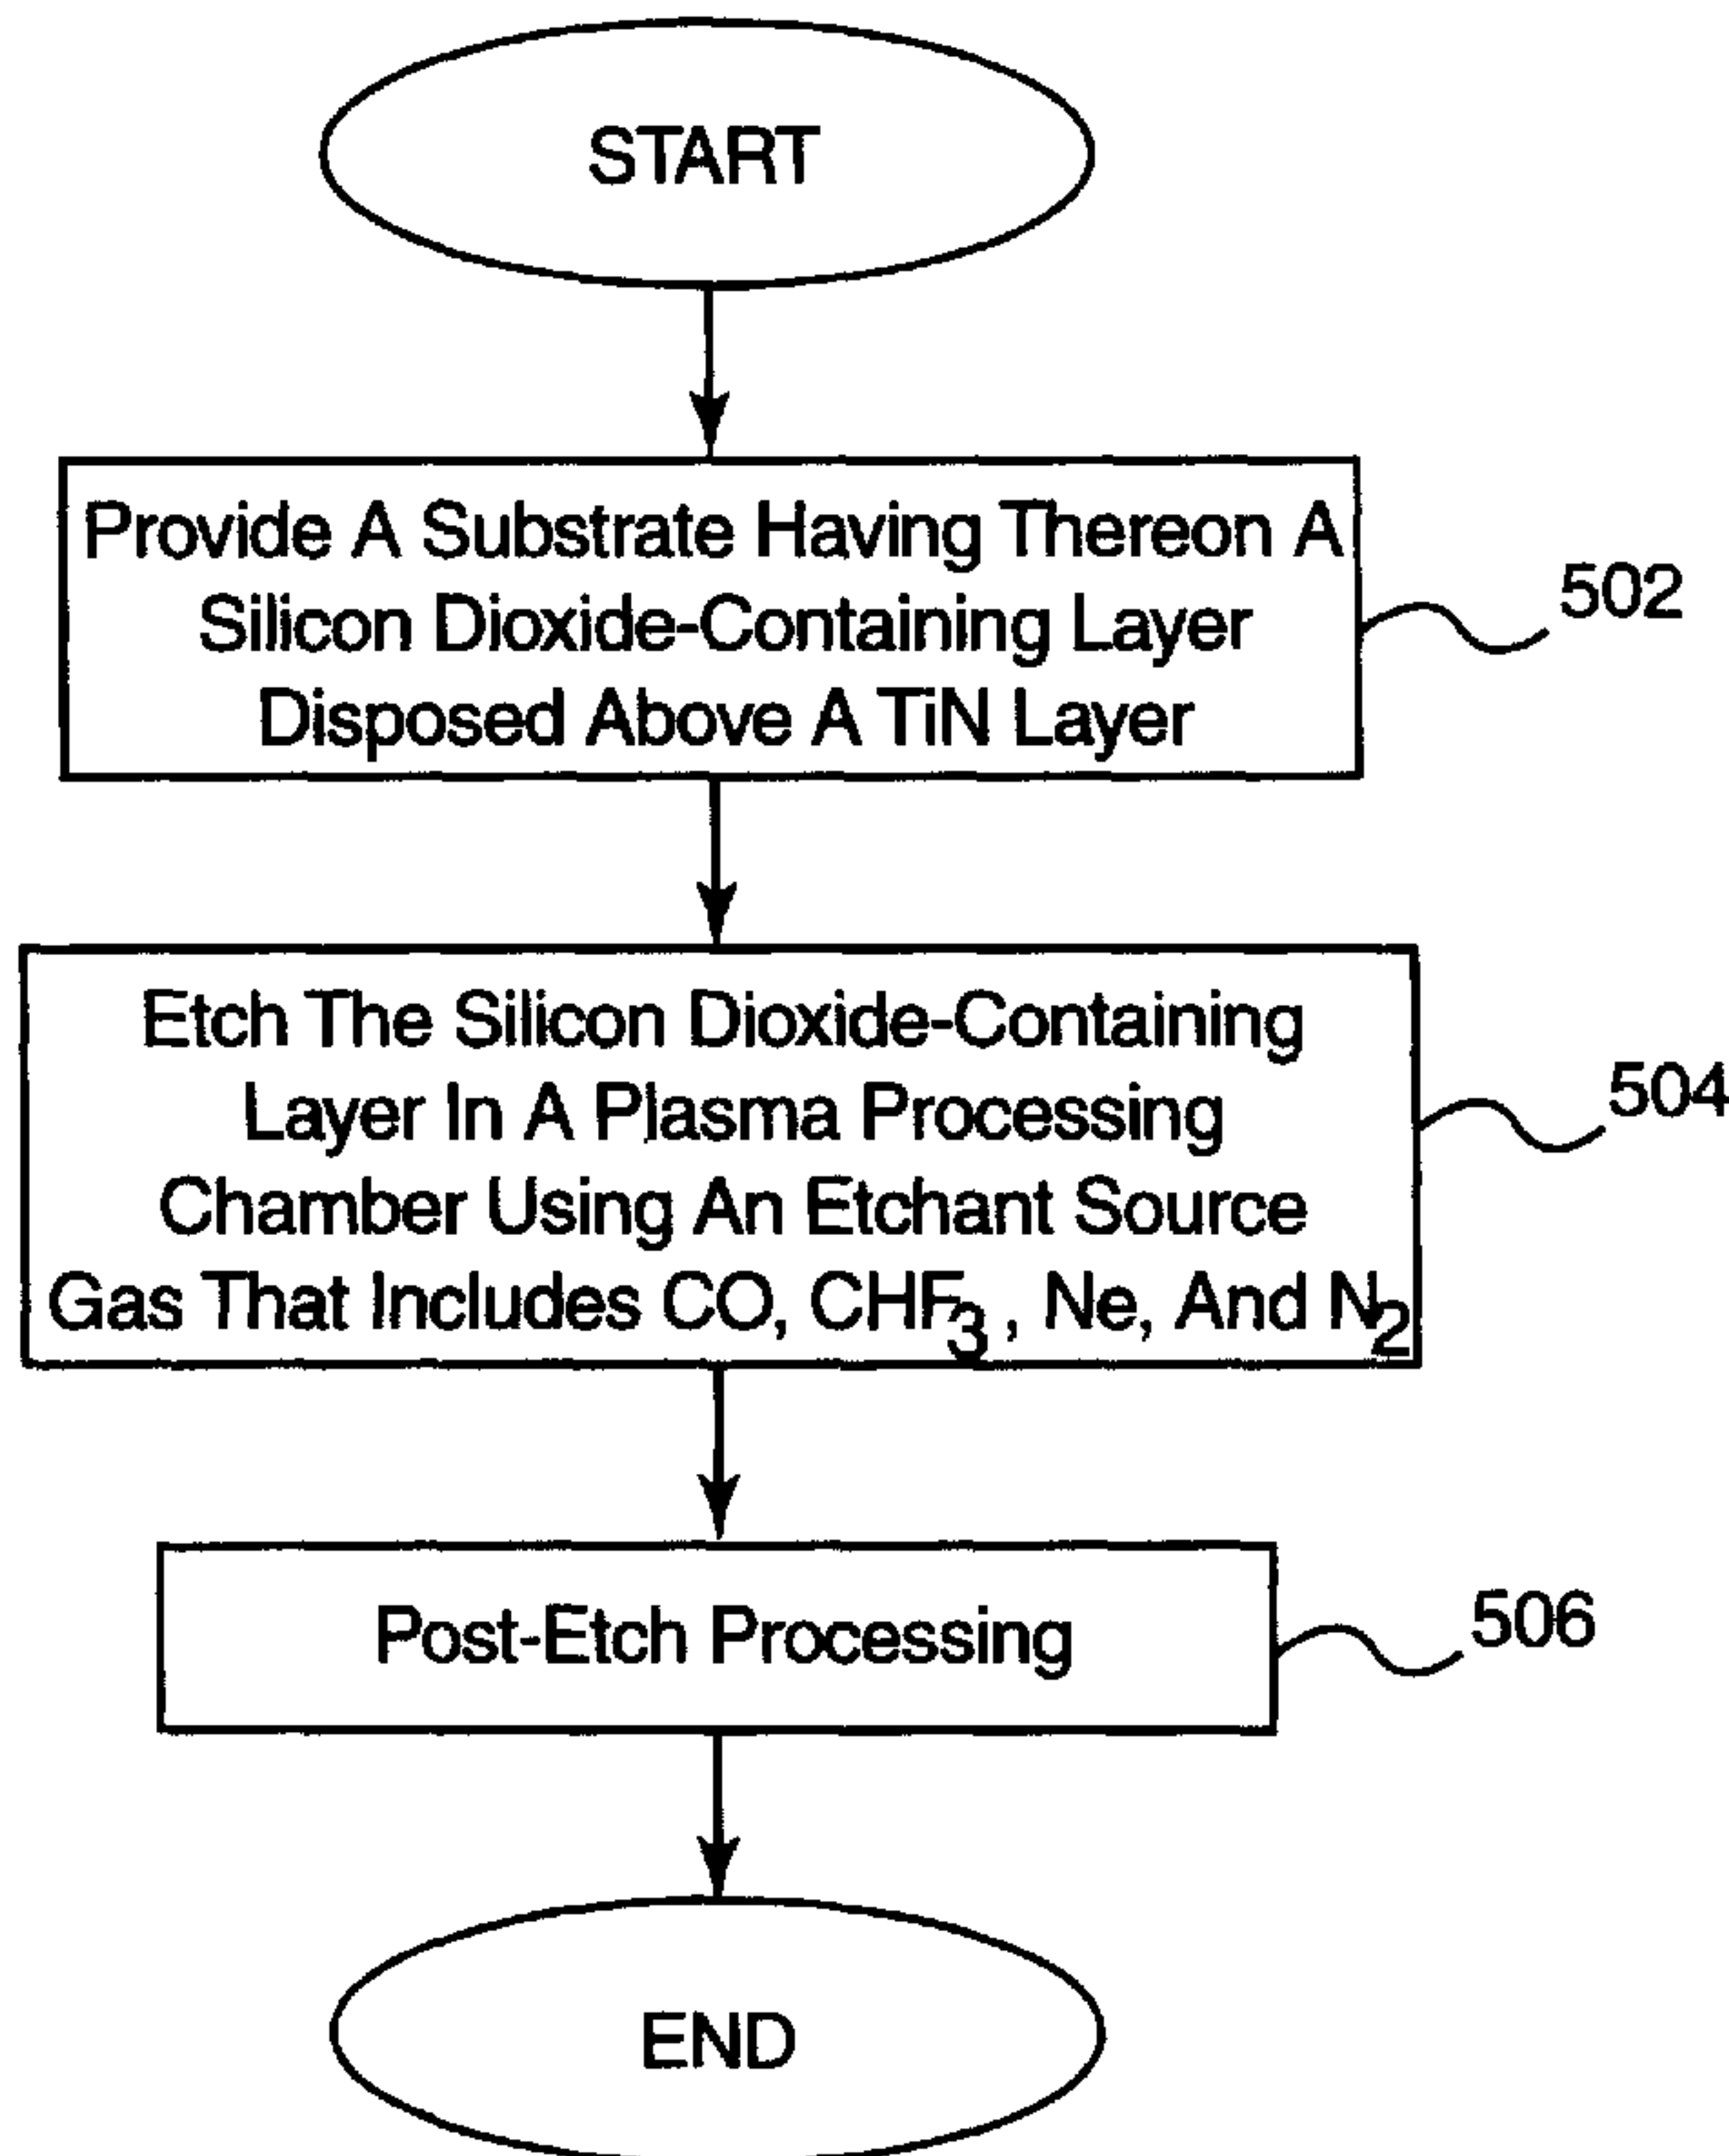 START
Provide A Substrate Having Thereon A
Silicon Dioxide-Containing Layer
Disposed Above A TiN Layer
502
Etch The Silicon Dioxide-Containing
Layer In A Plasma Processing
Chamber Using An Etchant Source
Gas That Includes CO, CHF₃, Ne, And N₂
504
Post-Etch Processing
506
END